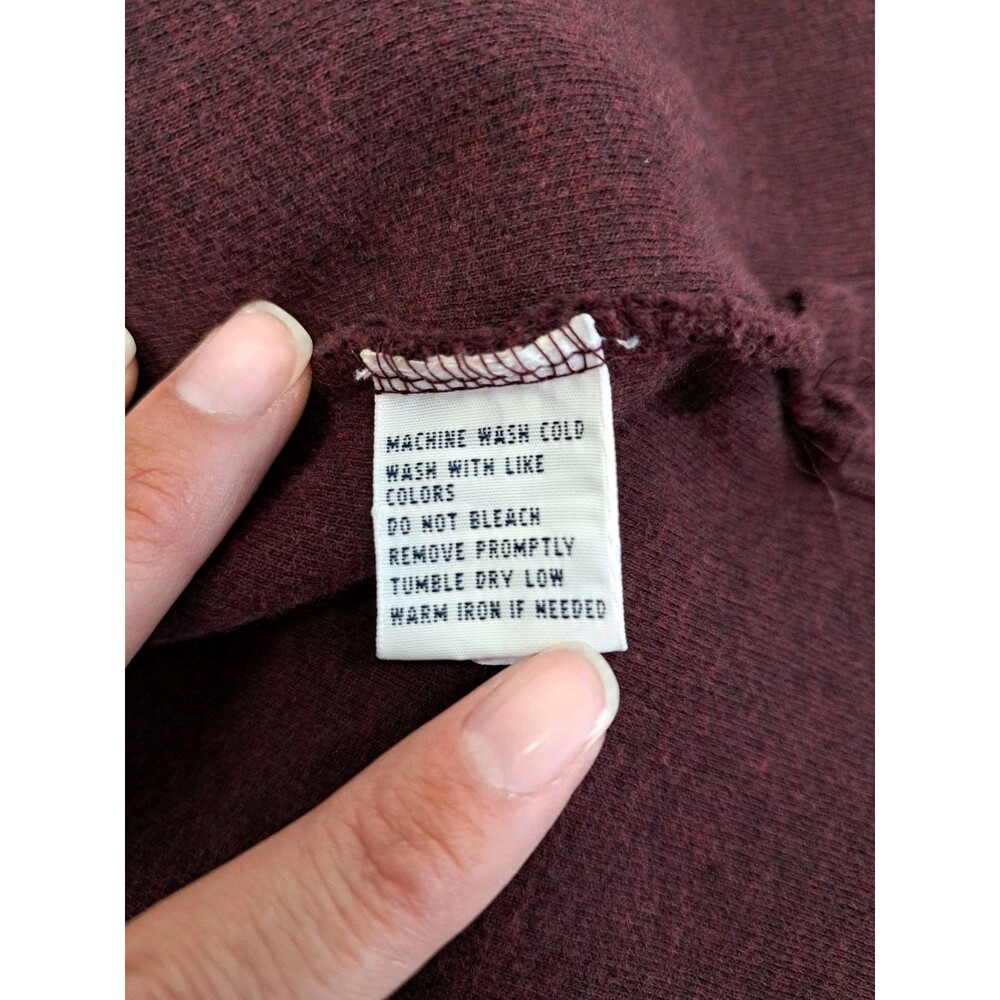 MACHINE WASH COLD
WASH WITH LIKE
COLORS
DO NOT BLEACH
REMOVE PROMPTLY
TUMBLE DRY LOW
WARM IRON IF NEEDED